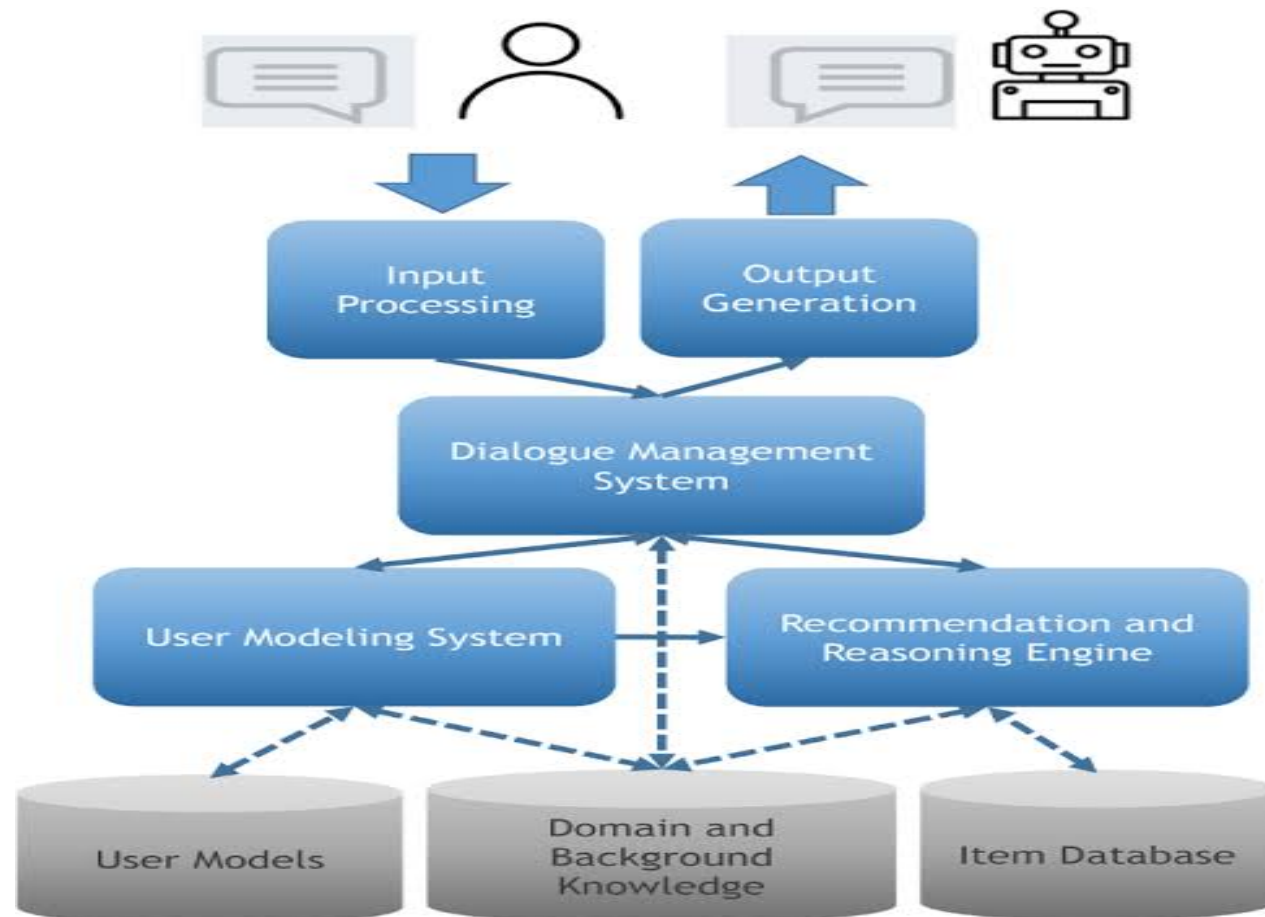 Input
Processing
Output
Generation
Dialogue Management
System
User Modeling System
Recommendation and
Reasoning Engine
User Models
Domain and
Background
Knowledge
Item Database